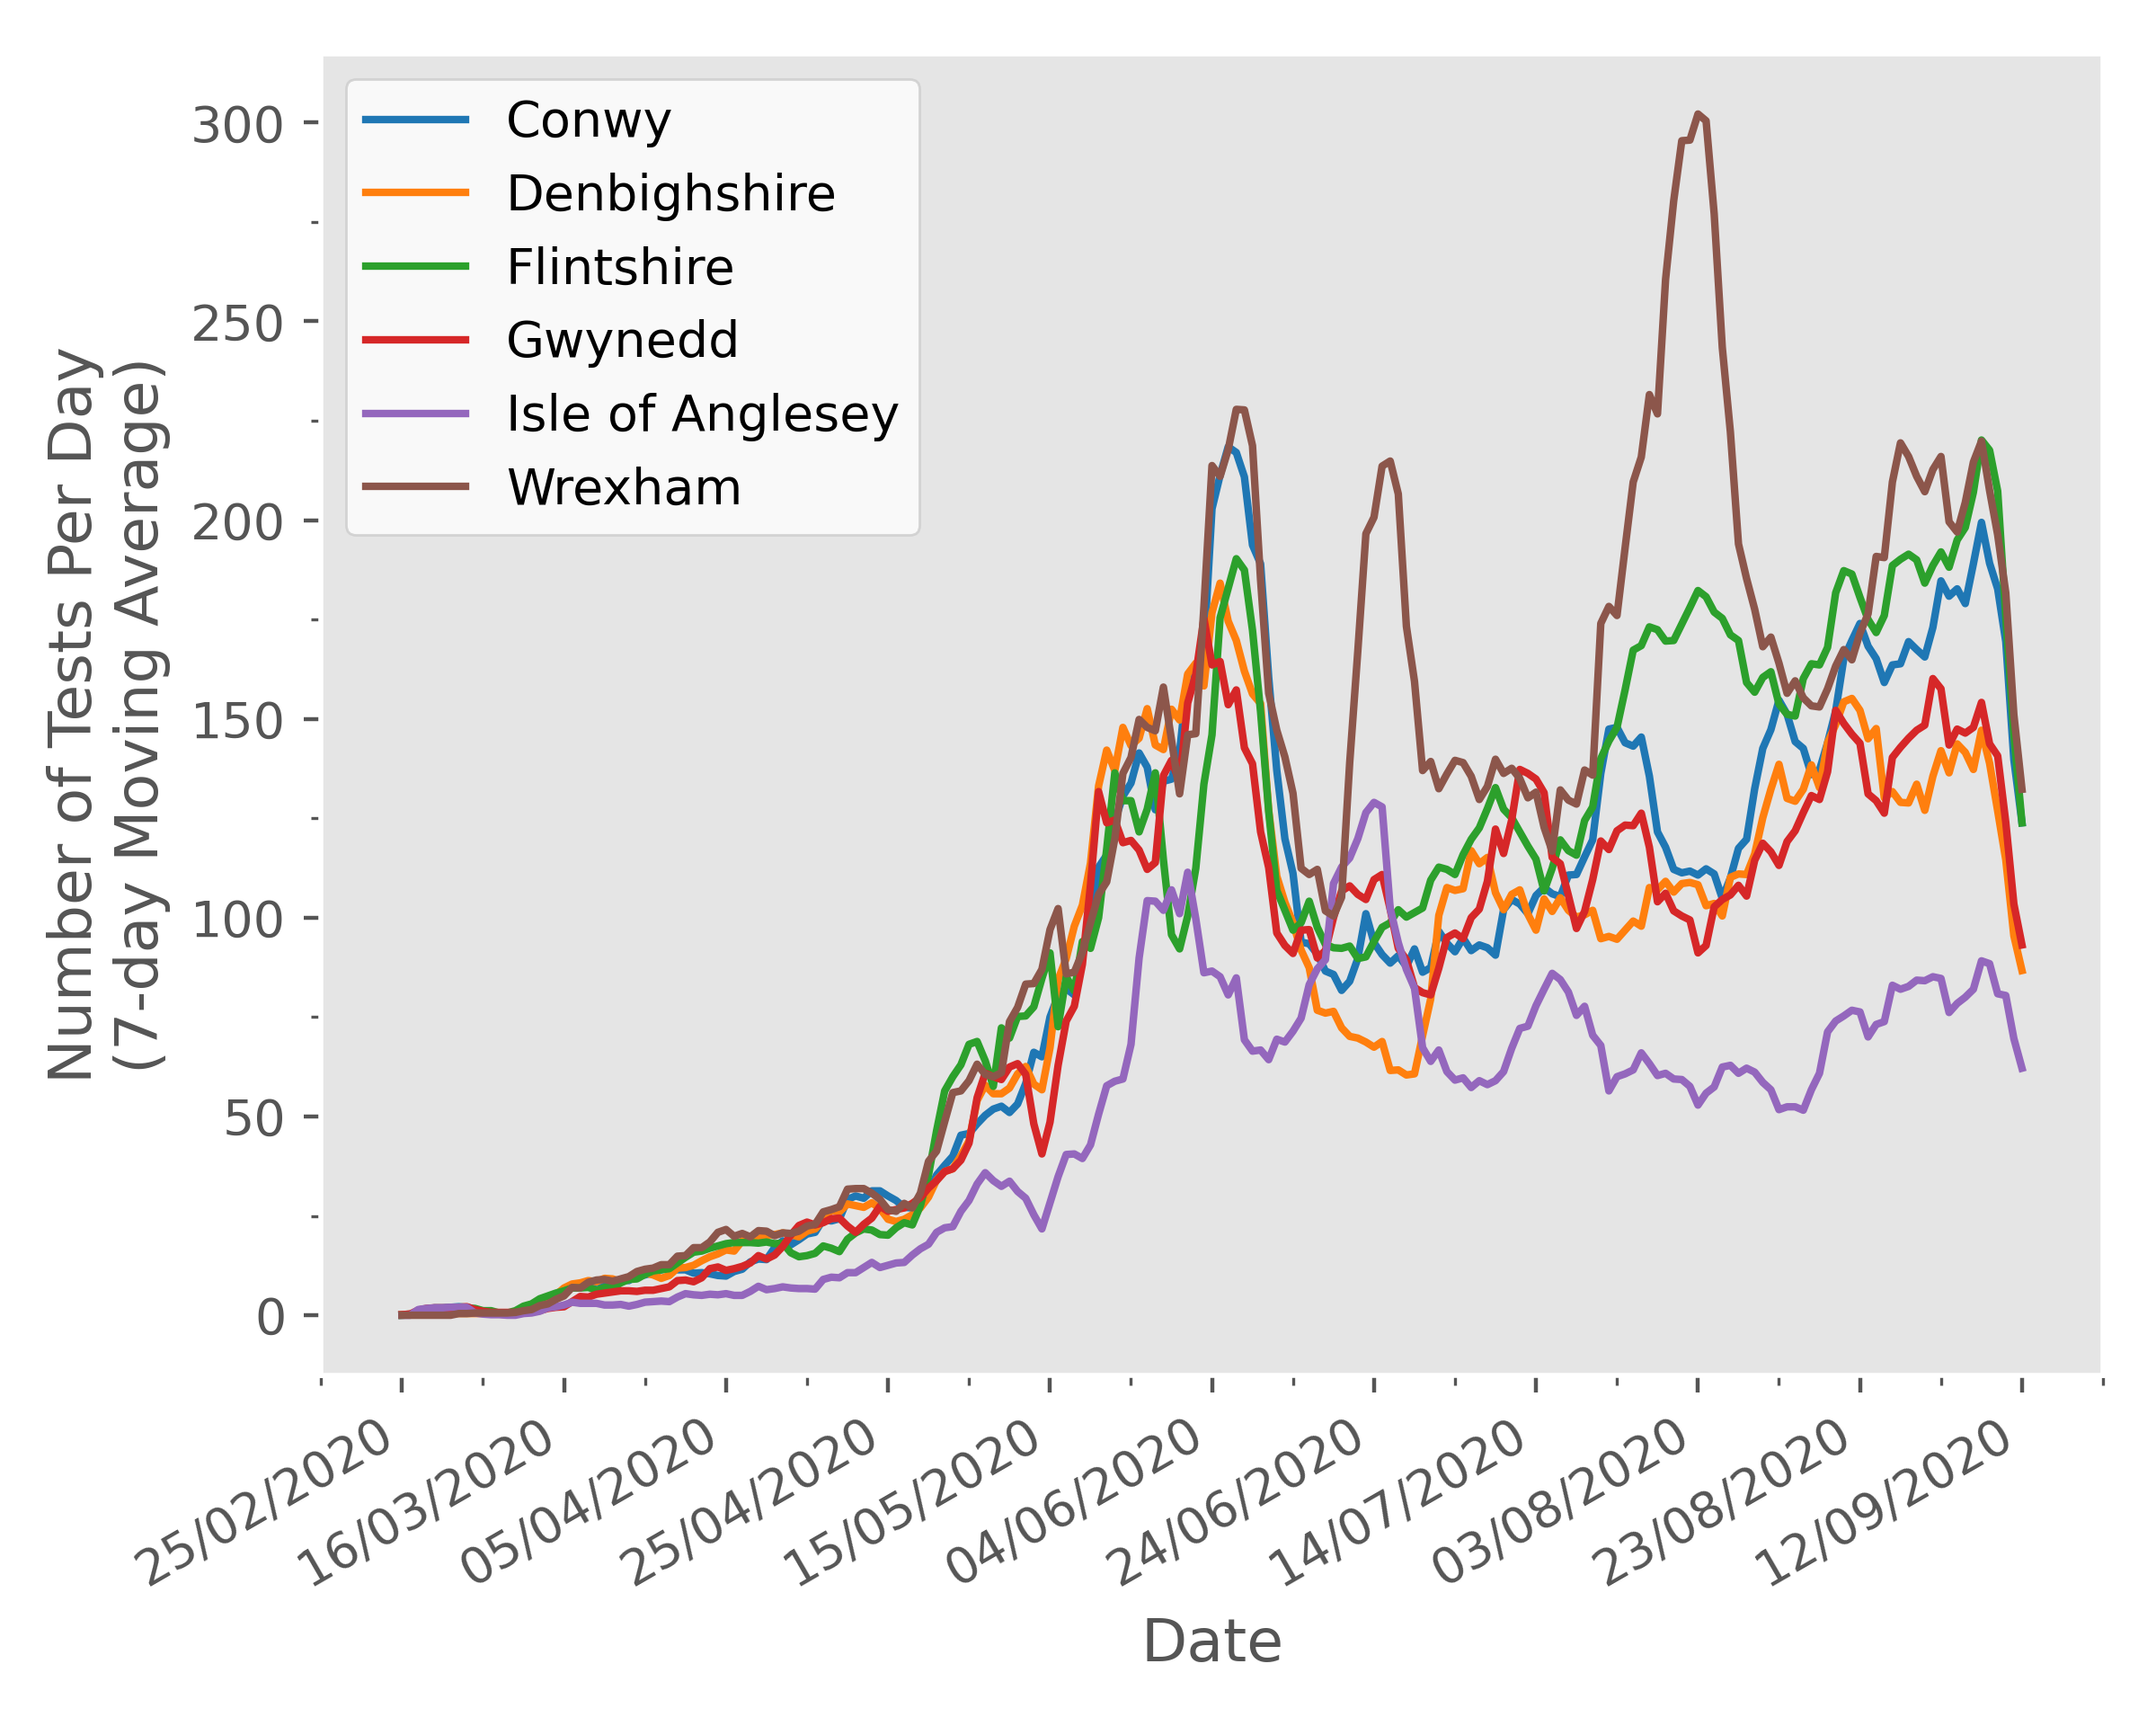 Number of Tests Per Day
(7-day Moving Average)
300
250
200
150
100
50
0
Conwy
Denbighshire
Flintshire
Gwynedd
Isle of Anglesey
Wrexham
25/02/2020
16/03/2020
05/04/2020
25/04/2020
15/05/2020
04/06/2020
24/06/2020
14/07/2020
03/08/2020
23/08/2020
12/09/2020
Date